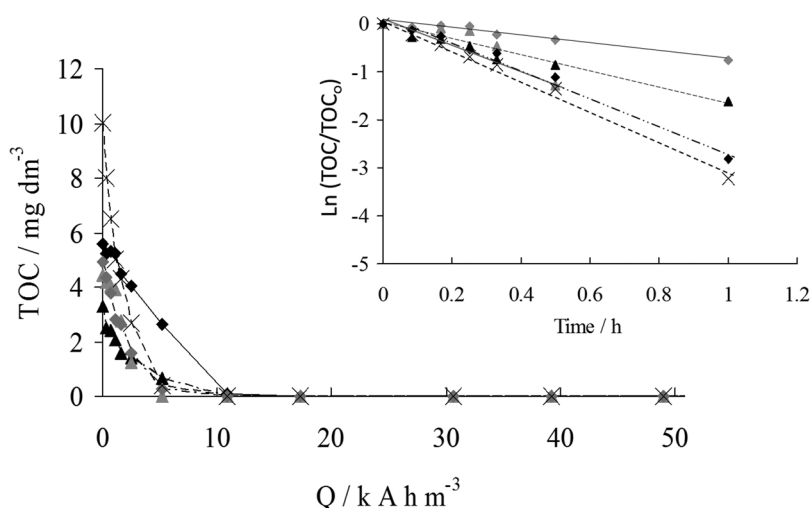 12
10
8
6
4
2
0
TOC / mg dm⁻³
0 10 20 30 40 50
Q / k A h m⁻³
0
-1
-2
-3
-4
-5
Ln (TOC/TOCₒ)
0 0.2 0.4 0.6 0.8 1 1.2
Time / h